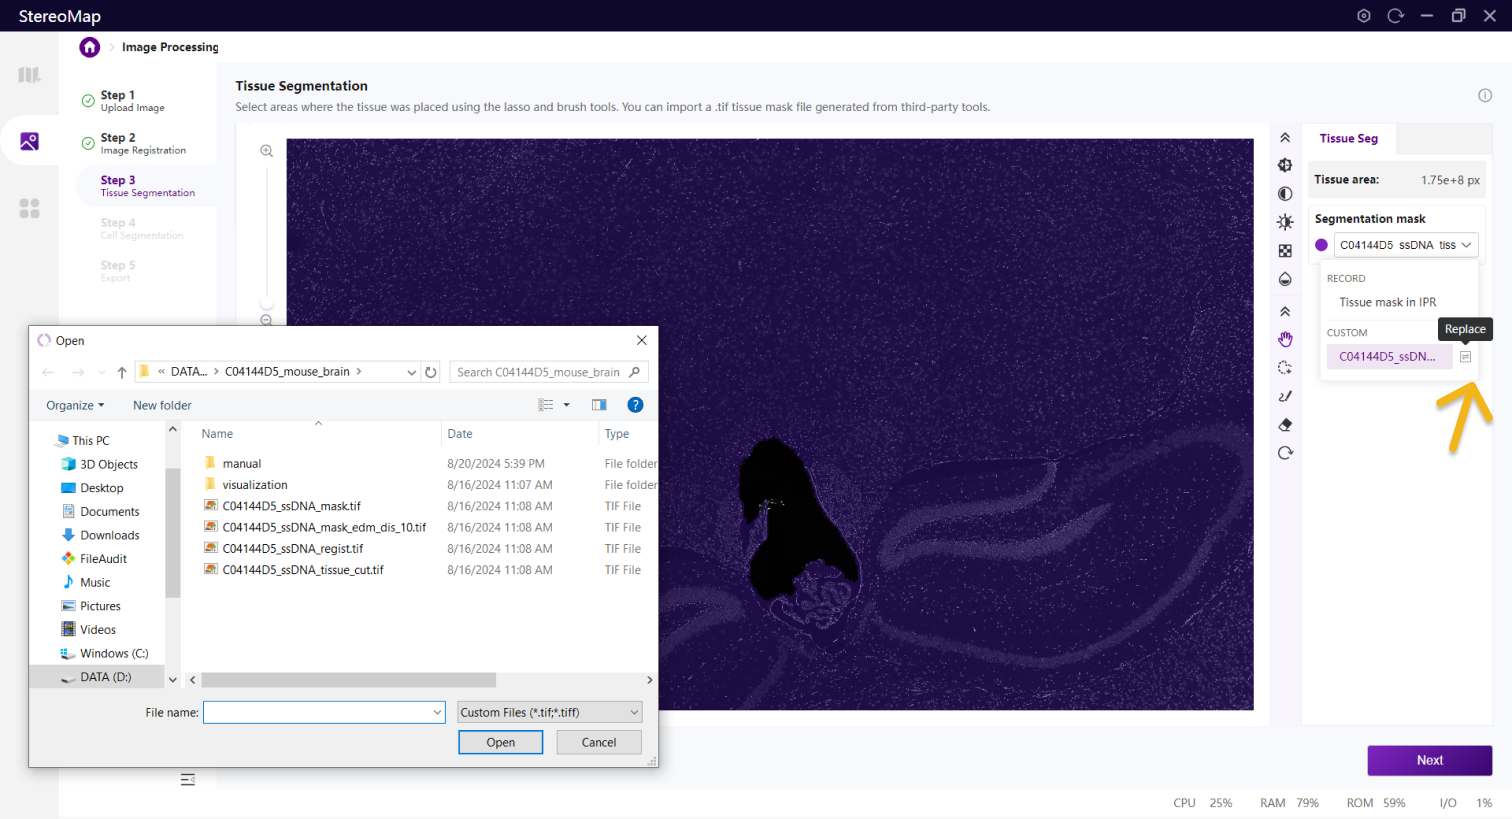 StereoMap
Image Processing
Step 1
Upload Image
Step 2
Image Registration
Step 3
Tissue Segmentation
Step 4
Cell Segmentation
Step 5
Export
Tissue Segmentation
Select areas where the tissue was placed using the lasso and brush tools. You can import a .tif tissue mask file generated from third-party tools.
Tissue Seg
Tissue area: 1.75e+8 px
Segmentation mask
C04144D5 ssDNA tiss
RECORD
Tissue mask in IPR
CUSTOM
Replace
C04144D5_ssDN...
Open
« DATA... > C04144D5_mouse_brain >
Search C04144D5_mouse_brain
Organize
New folder
?
This PC
3D Objects
Desktop
Documents
Downloads
FileAudit
Music
Pictures
Videos
Windows (C:)
DATA (D:)
Name Date Type
manual 8/20/2024 5:39 PM File folder
visualization 8/16/2024 11:07 AM File folder
C04144D5_ssDNA_mask.tif 8/16/2024 11:08 AM TIF File
C04144D5_ssDNA_mask_edm_dis_10.tif 8/16/2024 11:08 AM TIF File
C04144D5_ssDNA_regist.tif 8/16/2024 11:08 AM TIF File
C04144D5_ssDNA_tissue_cut.tif 8/16/2024 11:08 AM TIF File
File name:
Custom Files (*.tif;*.tiff)
Open
Cancel
Next
CPU 25% RAM 79% ROM 59% I/O 1%